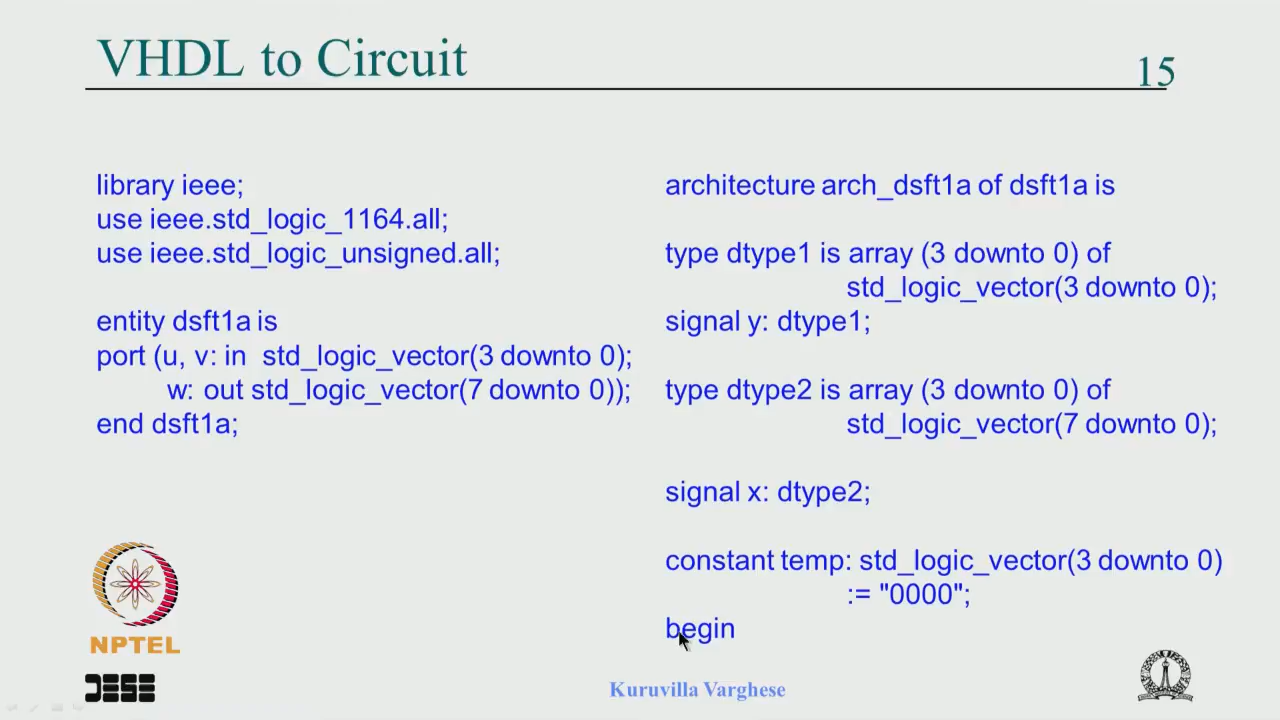 VHDL to Circuit
15
library ieee;
use ieee.std_logic_1164.all;
use ieee.std_logic_unsigned.all;
entity dsft1a is
port (u, v: in std_logic_vector(3 downto 0);
w: out std_logic_vector(7 downto 0));
end dsft1a;
architecture arch_dsft1a of dsft1a is
type dtype1 is array (3 downto 0) of
std_logic_vector(3 downto 0);
signal y: dtype1;
type dtype2 is array (3 downto 0) of
std_logic_vector(7 downto 0);
signal x: dtype2;
constant temp: std_logic_vector(3 downto 0)
:= "0000";
begin
NPTEL
Kuruvilla Varghese